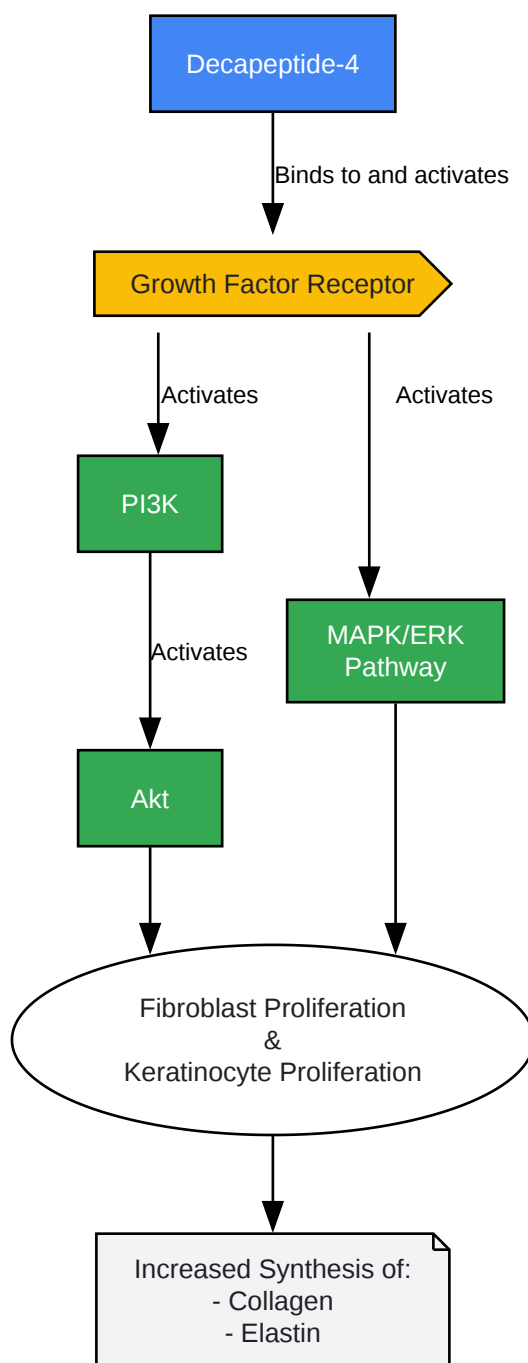 Decapeptide-4
Binds to and activates
Growth Factor Receptor
Activates
Activates
PI3K
MAPK/ERK
Pathway
Activates
Akt
Fibroblast Proliferation
&
Keratinocyte Proliferation
Increased Synthesis of:
- Collagen
- Elastin